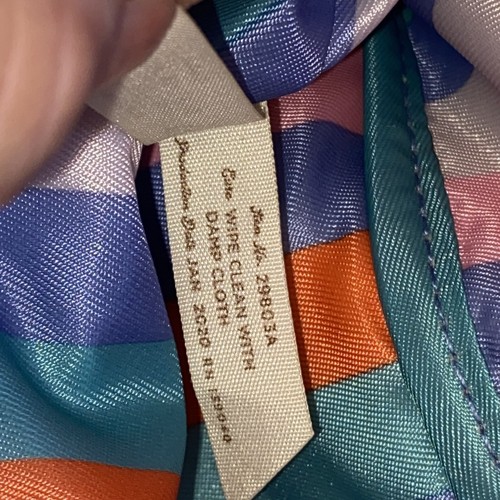 Item No. 29803A
Care WIPE CLEAN WITH
DAMP CLOTH
Production Date JAN 2020